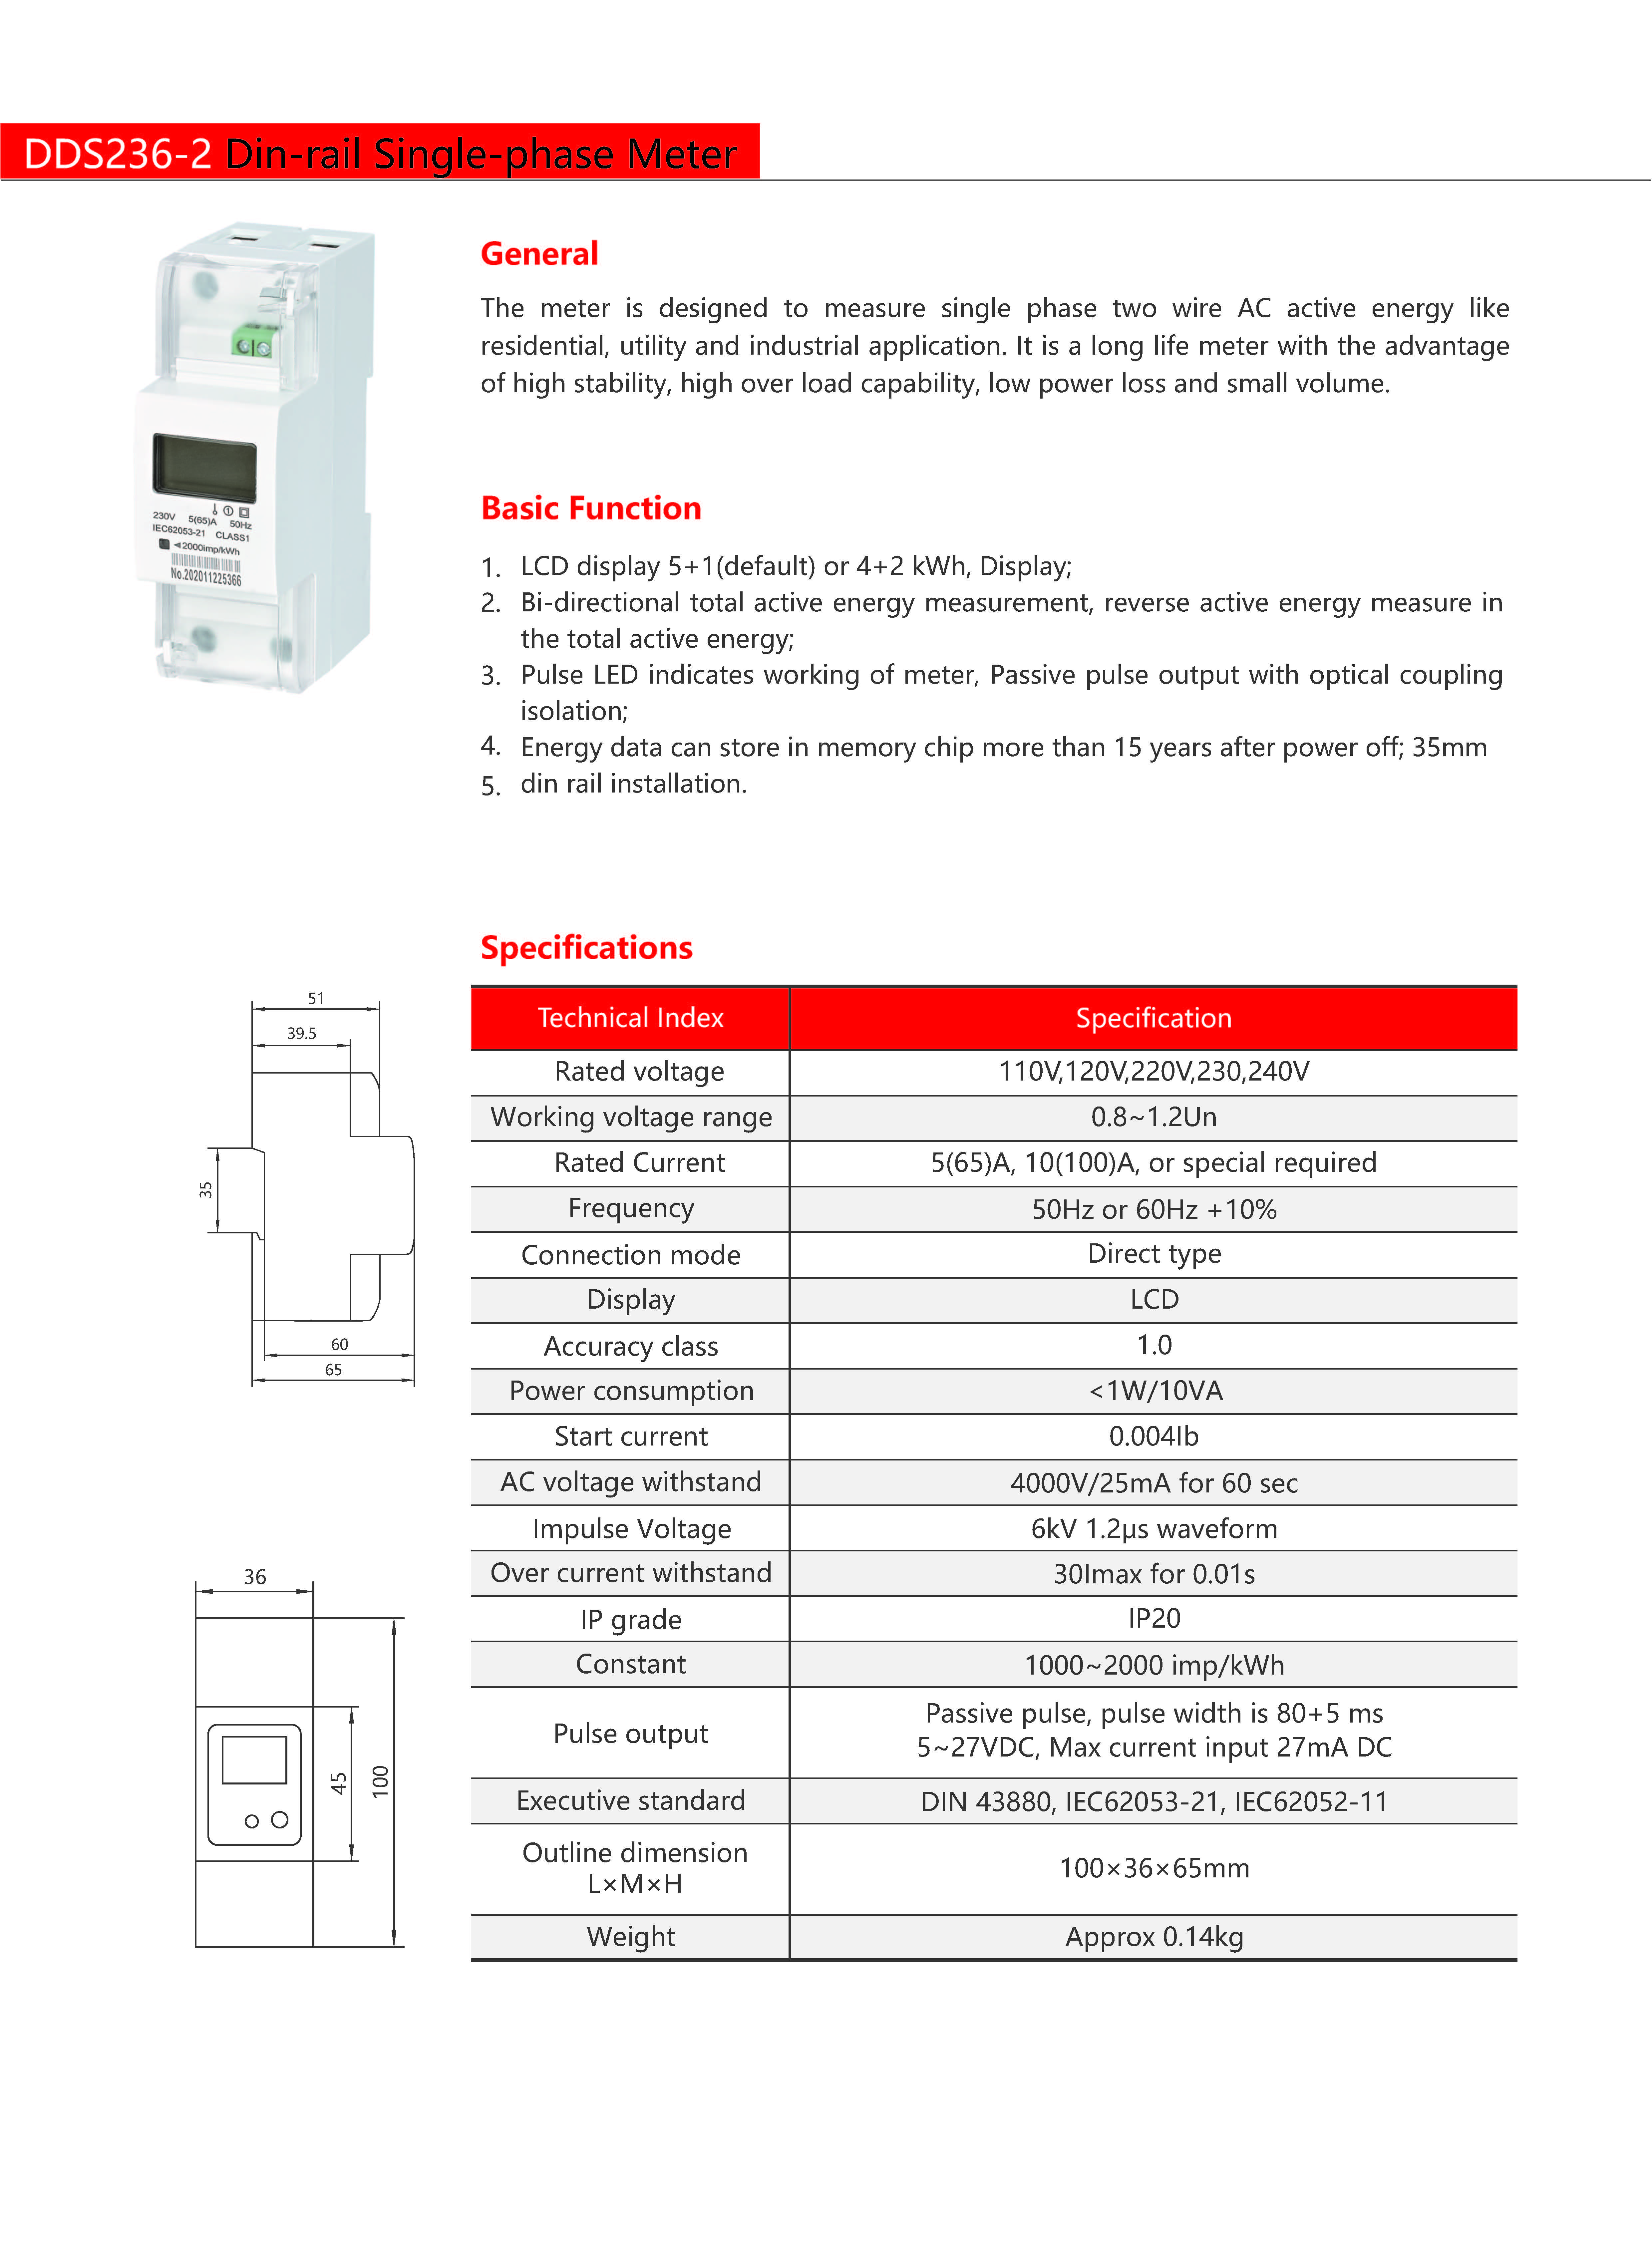 DDS236-2 Din-rail Single-phase Meter
230V 5(65)A 50Hz
IEC62053-21 CLASS1
2000imp/kWh
No.202011225366
General
The meter is designed to measure single phase two wire AC active energy like
residential, utility and industrial application. It is a long life meter with the advantage
of high stability, high over load capability, low power loss and small volume.
Basic Function
1. LCD display 5+1(default) or 4+2 kWh, Display;
2. Bi-directional total active energy measurement, reverse active energy measure in
the total active energy;
3. Pulse LED indicates working of meter, Passive pulse output with optical coupling
isolation;
4. Energy data can store in memory chip more than 15 years after power off; 35mm
5. din rail installation.
51
39.5
35
60
65
36
45
100
Specifications
Technical Index Specification
Rated voltage 110V,120V,220V,230,240V
Working voltage range 0.8~1.2Un
Rated Current 5(65)A, 10(100)A, or special required
Frequency 50Hz or 60Hz +10%
Connection mode Direct type
Display LCD
Accuracy class 1.0
Power consumption <1W/10VA
Start current 0.004Ib
AC voltage withstand 4000V/25mA for 60 sec
Impulse Voltage 6kV 1.2μs waveform
Over current withstand 30Imax for 0.01s
IP grade IP20
Constant 1000~2000 imp/kWh
Pulse output Passive pulse, pulse width is 80+5 ms
5~27VDC, Max current input 27mA DC
Executive standard DIN 43880, IEC62053-21, IEC62052-11
Outline dimension
L×M×H 100×36×65mm
Weight Approx 0.14kg